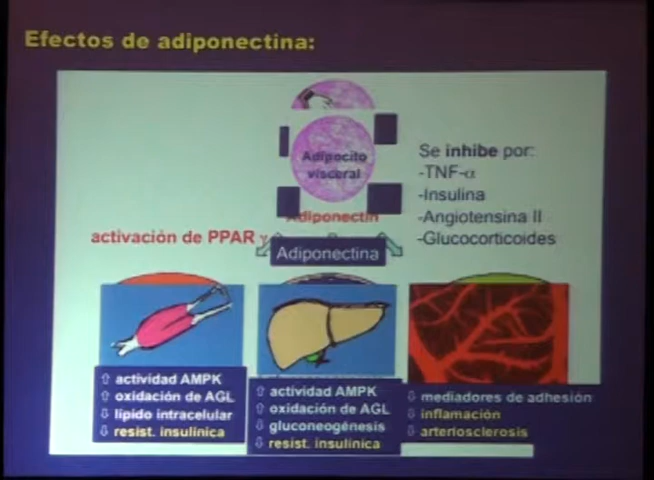 Efectos de adiponectina:
Adipocito
visceral
Se inhibe por:
-TNF-α
-Insulina
-Angiotensina II
-Glucocorticoides
Adiponectin
activación de PPAR γ
Adiponectina
⇧ actividad AMPK
⇧ oxidación de AGL
⇩ lípido intracelular
⇩ resist. insulínica
⇧ actividad AMPK
⇧ oxidación de AGL
⇩ gluconeogénesis
⇩ resist. insulínica
⇩ mediadores de adhesión
⇩ inflamación
⇩ arteriosclerosis